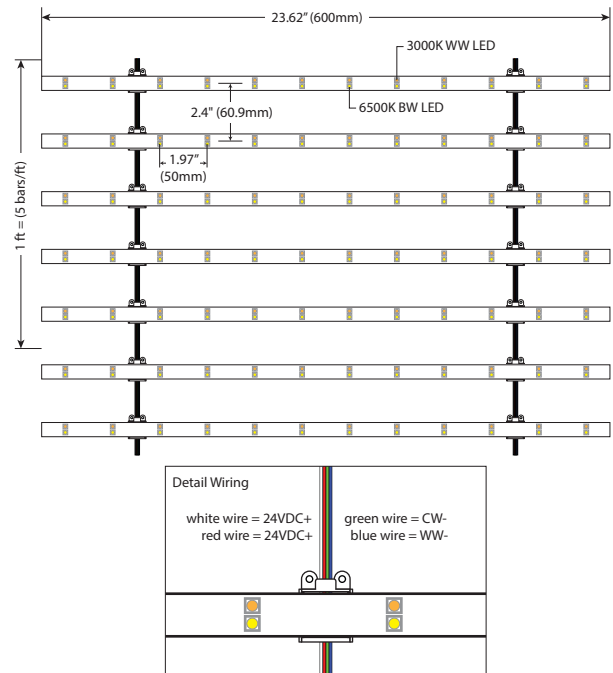 23.62" (600mm)
3000K WW LED
6500K BW LED
2.4" (60.9mm)
1.97"
(50mm)
1 ft = (5 bars/ft)
Detail Wiring
white wire = 24VDC+
red wire = 24VDC+
green wire = CW-
blue wire = WW-